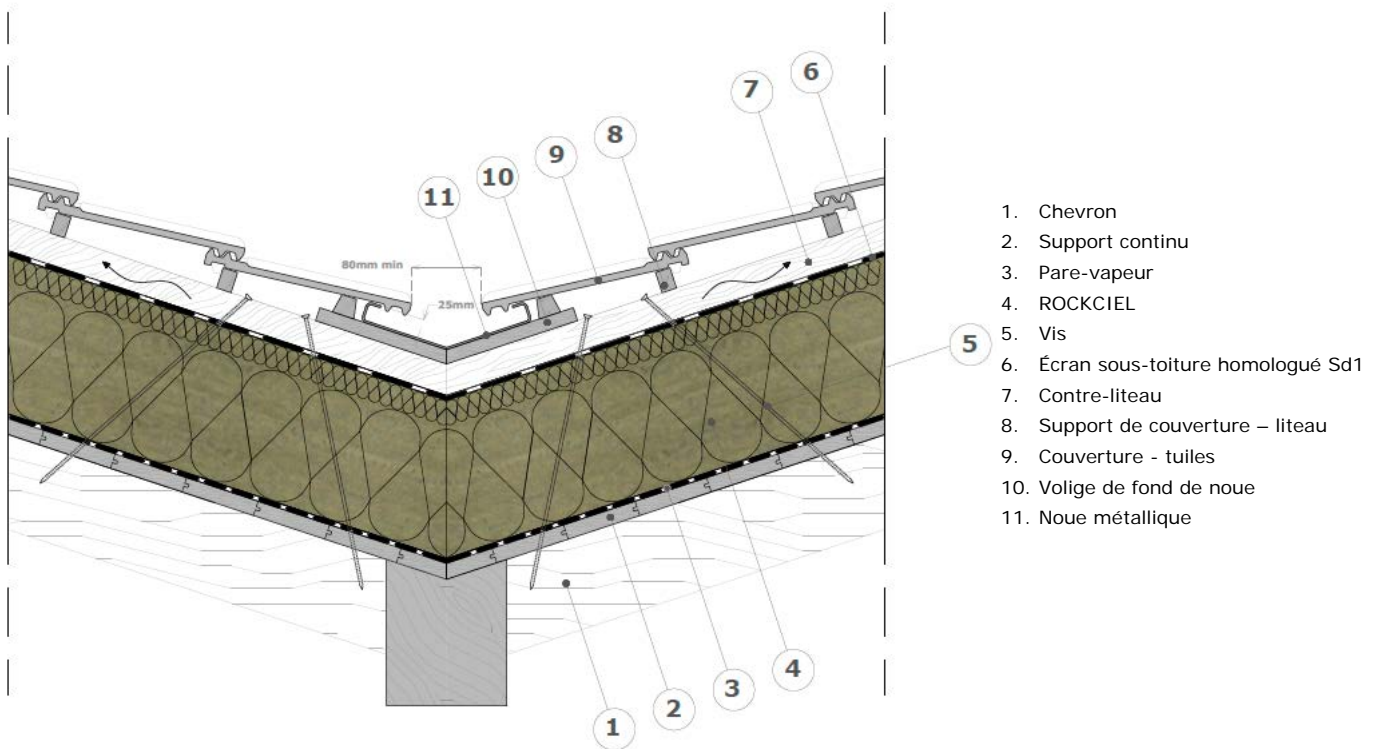 6
7
8
9
10
11
80mm min
25mm
5
4
3
2
1
1. Chevron
2. Support continu
3. Pare-vapeur
4. ROCKCIEL
5. Vis
6. Écran sous-toiture homologué Sd1
7. Contre-liteau
8. Support de couverture – liteau
9. Couverture - tuiles
10. Volige de fond de noue
11. Noue métallique